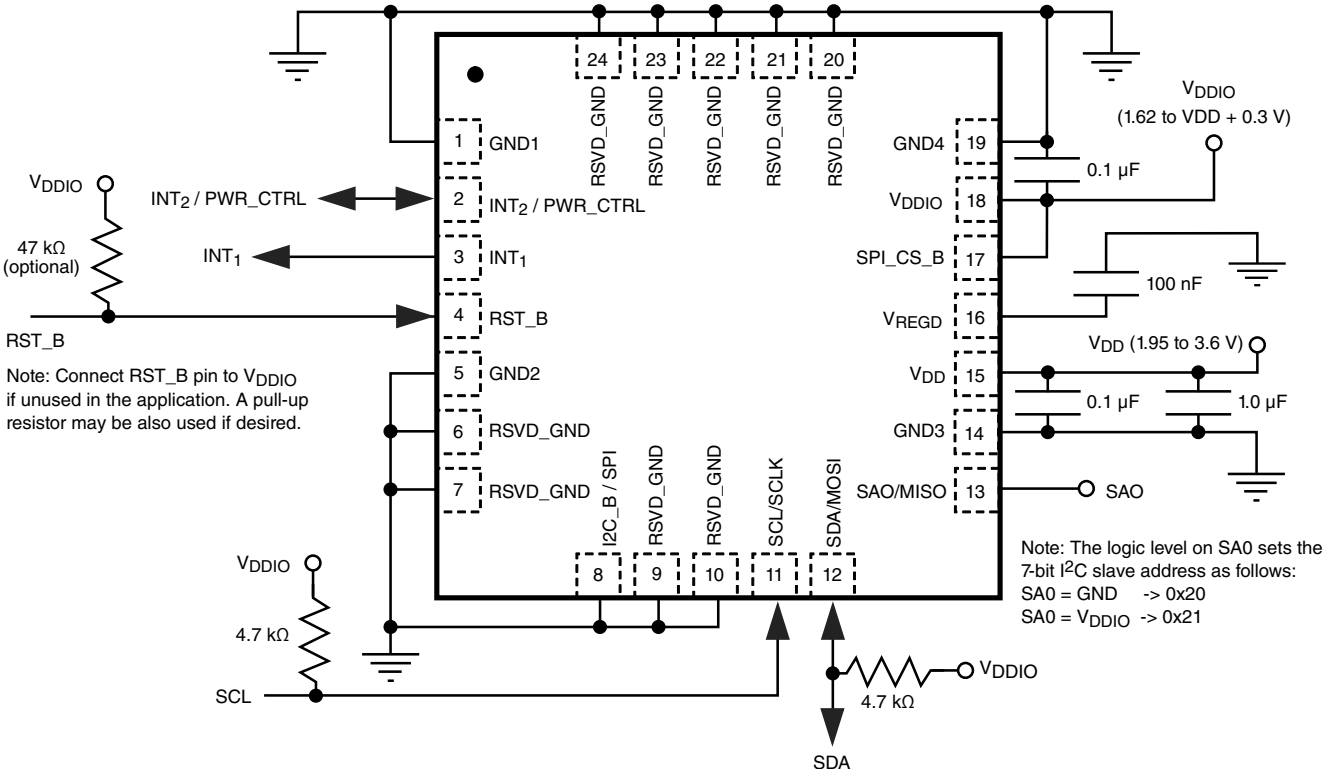 24 23 22 21 20
RSVD_GND RSVD_GND RSVD_GND RSVD_GND RSVD_GND
VDDIO
(1.62 to VDD + 0.3 V)
1 GND1
GND4 19
0.1 µF
VDDIO
47 kΩ
(optional)
INT2 / PWR_CTRL
2 INT2 / PWR_CTRL
VDDIO 18
INT1
3 INT1
SPI_CS_B 17
100 nF
RST_B
4 RST_B
VREGD 16
VDD (1.95 to 3.6 V)
Note: Connect RST_B pin to VDDIO
if unused in the application. A pull-up
resistor may be also used if desired.
5 GND2
VDD 15
0.1 µF
1.0 µF
6 RSVD_GND
GND3 14
7 RSVD_GND
SAO/MISO 13
SAO
I2C_B / SPI RSVD_GND RSVD_GND SCL/SCLK SDA/MOSI
8 9 10 11 12
Note: The logic level on SA0 sets the
7-bit I2C slave address as follows:
SA0 = GND -> 0x20
SA0 = VDDIO -> 0x21
VDDIO
4.7 kΩ
SCL
VDDIO
4.7 kΩ
SDA